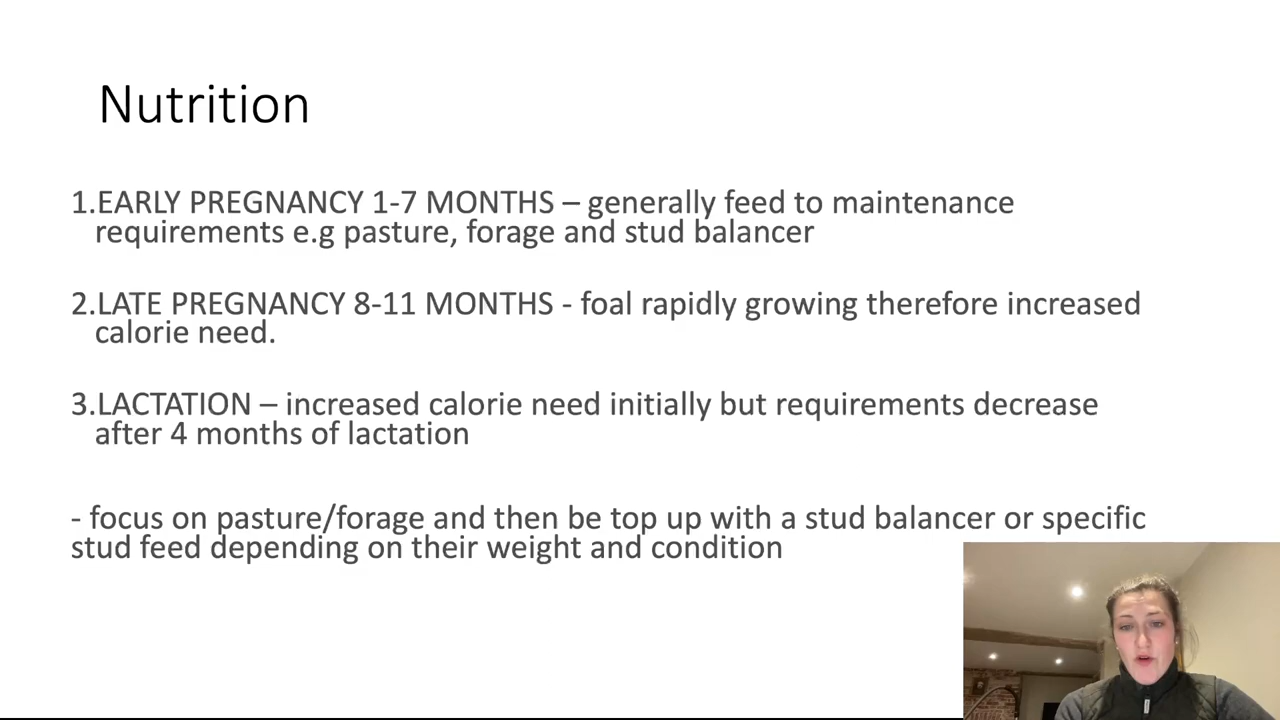 Nutrition
1.EARLY PREGNANCY 1-7 MONTHS – generally feed to maintenance
requirements e.g pasture, forage and stud balancer
2.LATE PREGNANCY 8-11 MONTHS - foal rapidly growing therefore increased
calorie need.
3.LACTATION – increased calorie need initially but requirements decrease
after 4 months of lactation
- focus on pasture/forage and then be top up with a stud balancer or specific
stud feed depending on their weight and condition